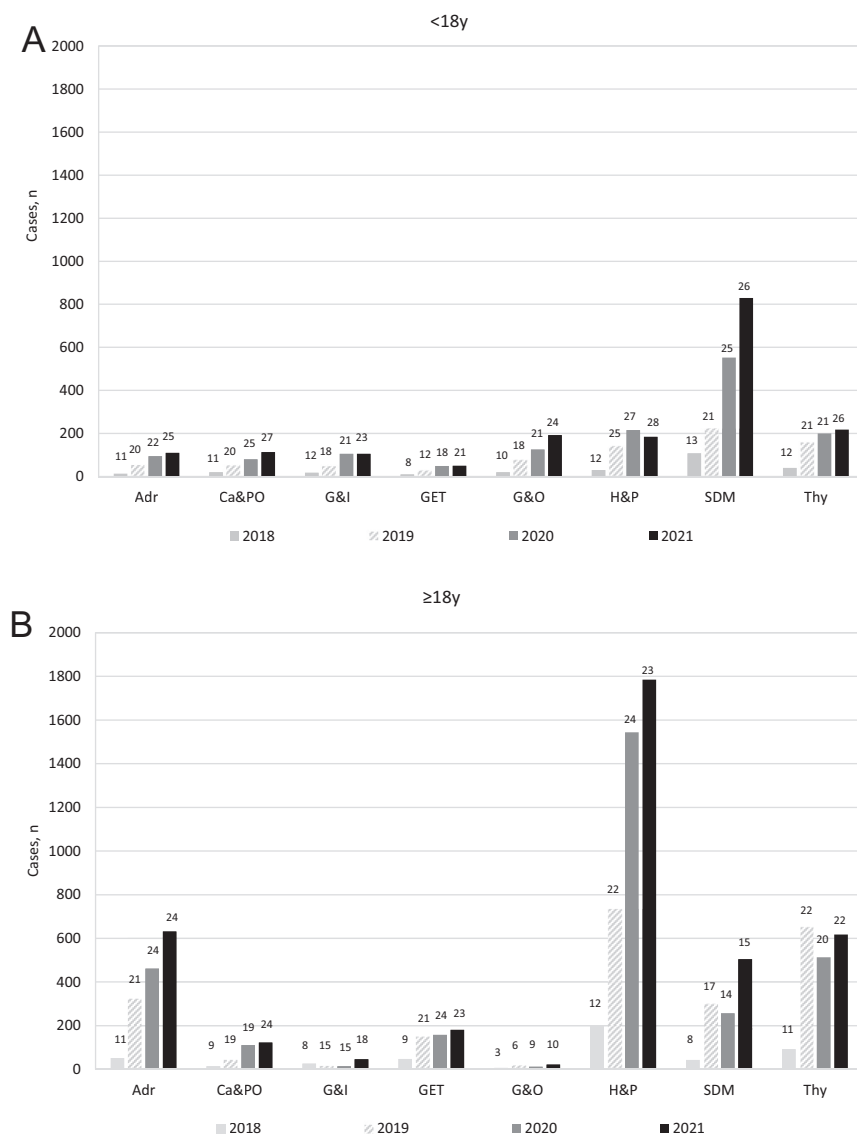 <18y
A
2000
1800
1600
1400
1200
1000
800
600
400
200
0
Cases, n
11 20 22 25
11 20 25 27
12 18 21 23
8 12 18 21
10 18 21 24
12 25 27 28
13 21 25 26
12 21 21 26
Adr Ca&PO G&I GET G&O H&P SDM Thy
2018 2019 2020 2021
≥18y
B
2000
1800
1600
1400
1200
1000
800
600
400
200
0
Cases, n
11 21 24 24
9 19 19 24
8 15 15 18
9 21 24 23
3 6 9 10
12 22 24 23
8 17 14 15
11 22 20 22
Adr Ca&PO G&I GET G&O H&P SDM Thy
2018 2019 2020 2021